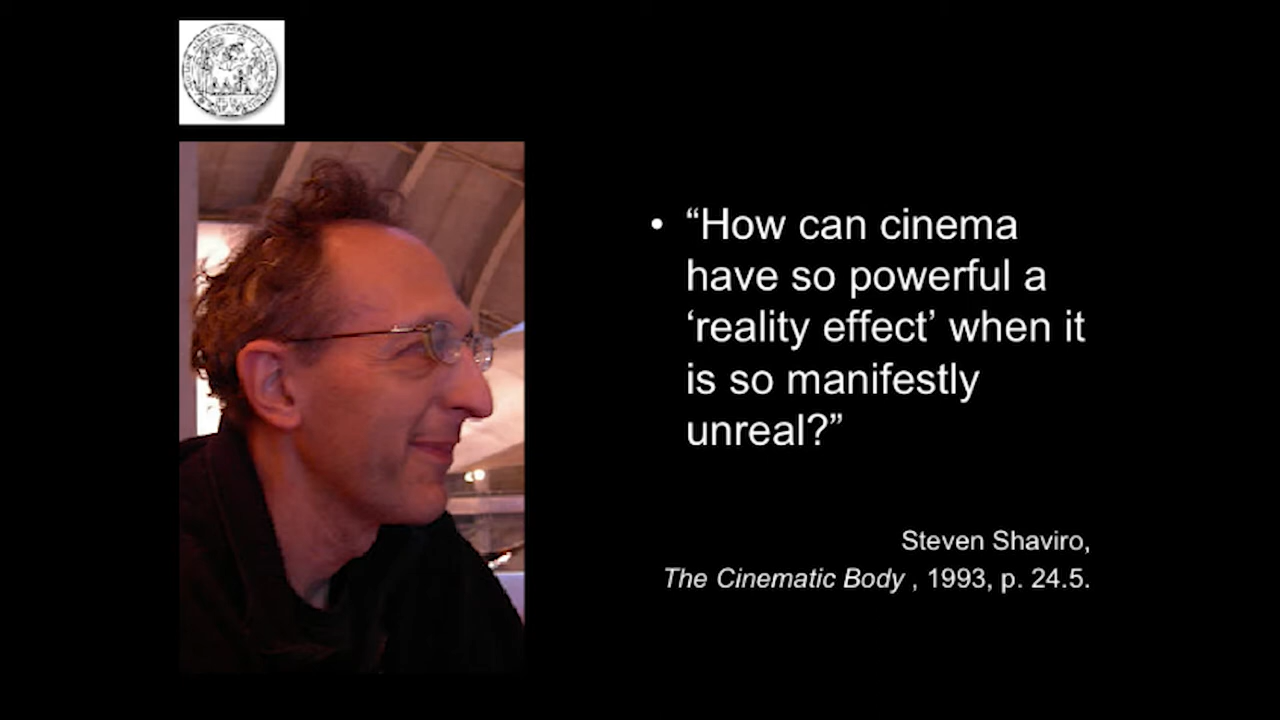 • “How can cinema
have so powerful a
‘reality effect’ when it
is so manifestly
unreal?”
Steven Shaviro,
The Cinematic Body , 1993, p. 24.5.